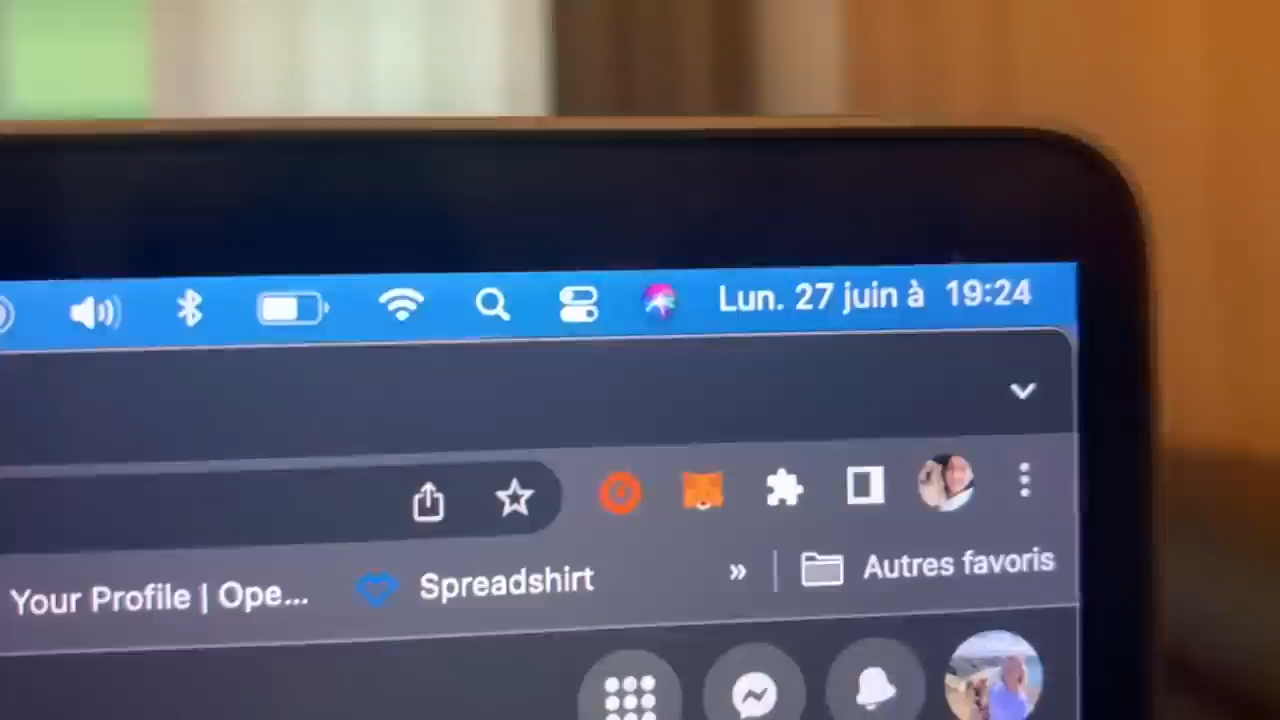 Lun. 27 juin à 19:24
Your Profile | Ope...
Spreadshirt
»
Autres favoris